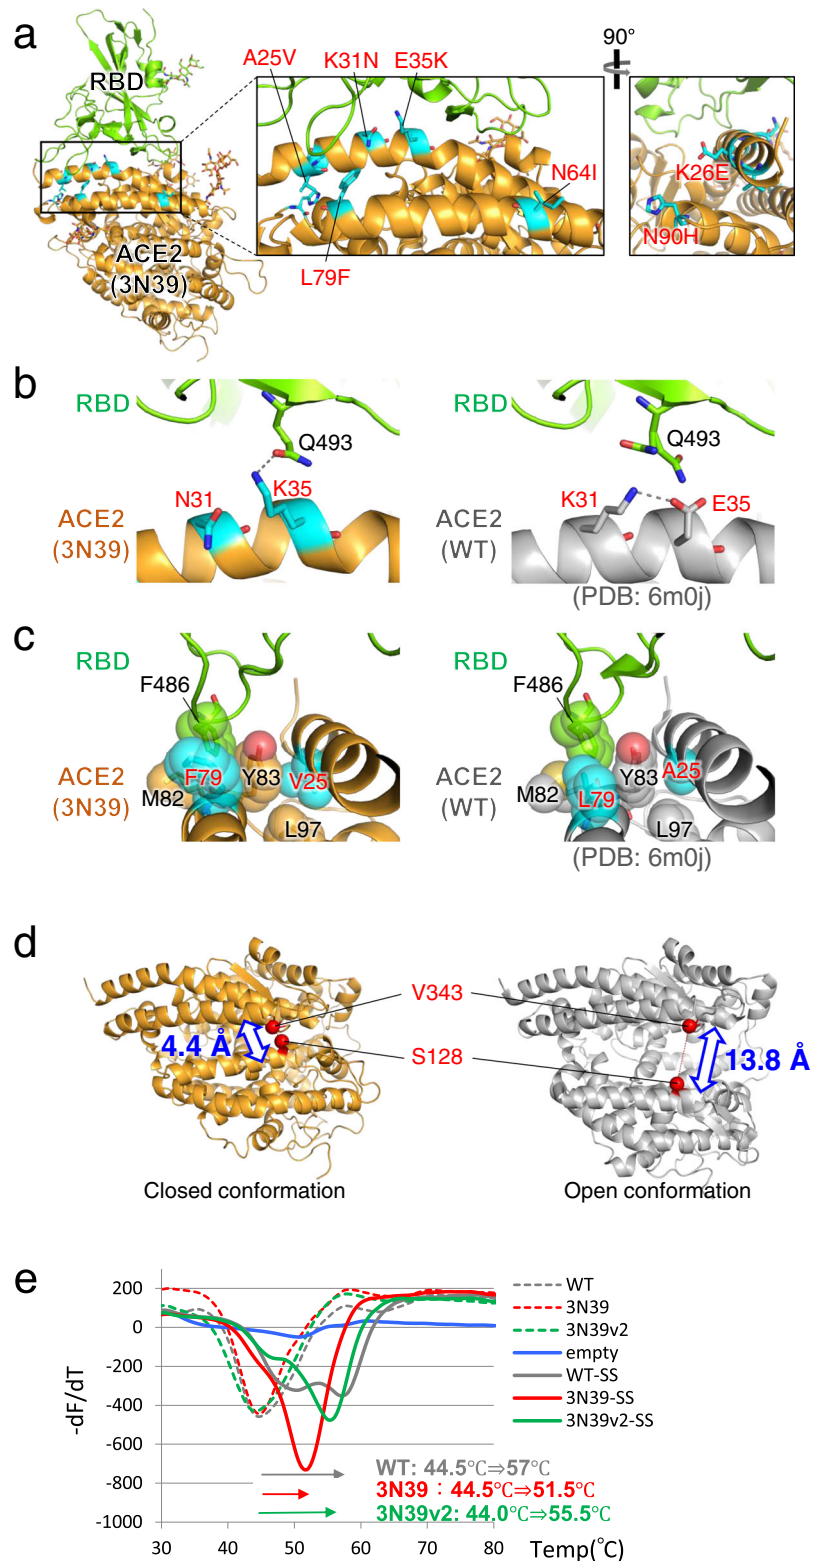 a
RBD
ACE2
(3N39)
A25V
K31N
E35K
N64I
L79F
90°
K26E
N90H
b
RBD
Q493
N31
K35
ACE2
(3N39)
RBD
Q493
K31
E35
ACE2
(WT)
(PDB: 6m0j)
c
RBD
F486
ACE2
(3N39)
F79
Y83
V25
M82
L97
RBD
F486
ACE2
(WT)
Y83
A25
M82
L79
L97
(PDB: 6m0j)
d
V343
4.4 Å
S128
13.8 Å
Closed conformation
Open conformation
e
-dF/dT
200
0
-200
-400
-600
-800
-1000
30
40
50
60
70
80
Temp(℃)
WT
3N39
3N39v2
empty
WT-SS
3N39-SS
3N39v2-SS
WT: 44.5℃⇒57℃
3N39：44.5℃⇒51.5℃
3N39v2: 44.0℃⇒55.5℃